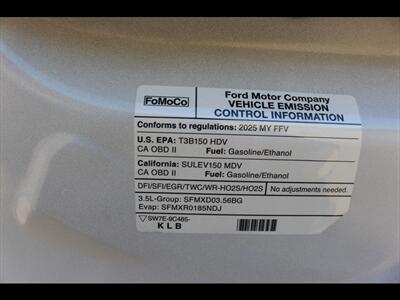 FoMoCo
Ford Motor Company
VEHICLE EMISSION
CONTROL INFORMATION
Conforms to regulations: 2025 MY FFV
U.S. EPA: T3B150 HDV
CA OBD II Fuel: Gasoline/Ethanol
California: SULEV150 MDV
CA OBD II Fuel: Gasoline/Ethanol
DFI/SFI/EGR/TWC/WR-HO2S/HO2S No adjustments needed.
3.5L-Group: SFMXD03.56BG
Evap: SFMXR0185NDJ
SW7E-9C485-
KLB